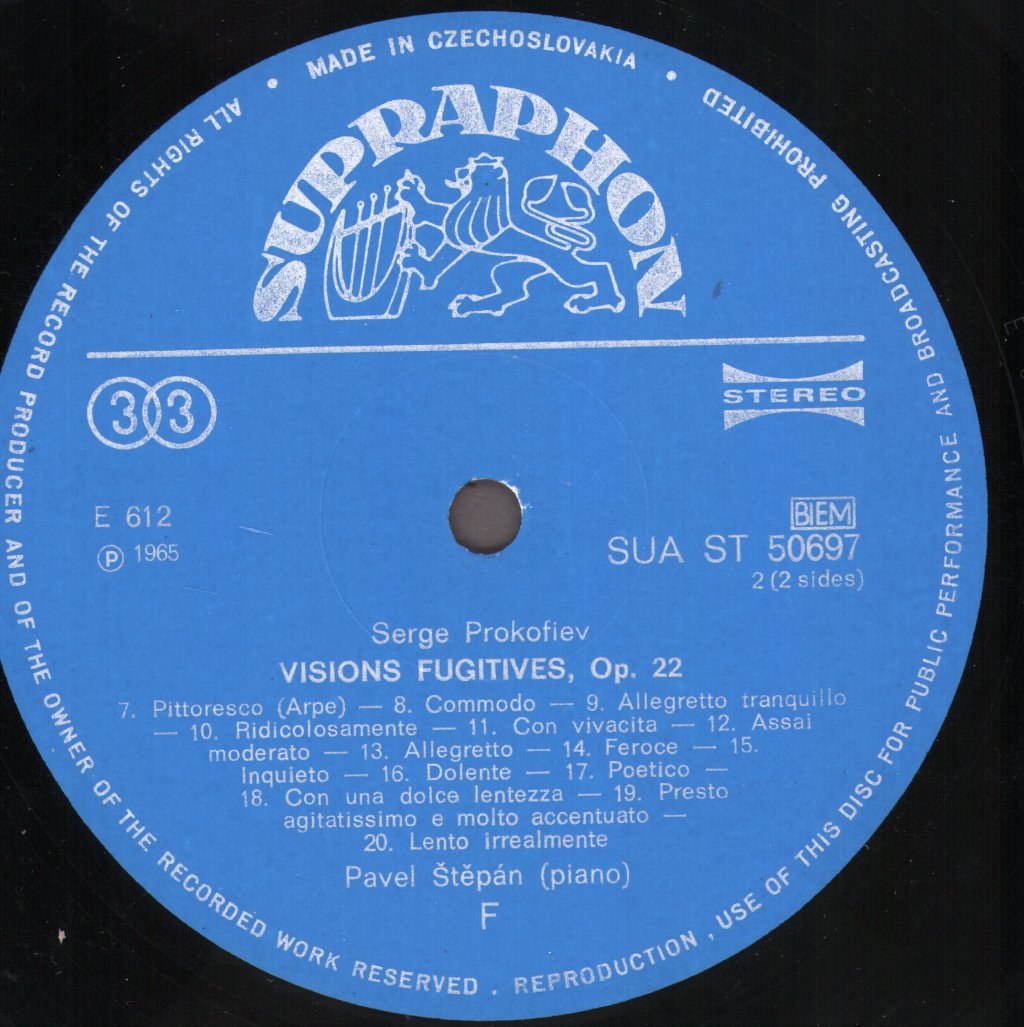 MADE IN CZECHOSLOVAKIA
ALL RIGHTS OF THE RECORD PRODUCER AND OF THE OWNER OF THE RECORDED WORK RESERVED . REPRODUCTION , USE OF THIS DISC FOR PUBLIC PERFORMANCE AND BROADCASTING PROHIBITED
SUPRAPHON
33
STEREO
E 612
℗ 1965
BIEM
SUA ST 50697
2 (2 sides)
Serge Prokofiev
VISIONS FUGITIVES, Op. 22
7. Pittoresco (Arpe) — 8. Commodo — 9. Allegretto tranquillo
— 10. Ridicolosamente — 11. Con vivacita — 12. Assai
moderato — 13. Allegretto — 14. Feroce — 15.
Inquieto — 16. Dolente — 17. Poetico —
18. Con una dolce lentezza — 19. Presto
agitatissimo e molto accentuato —
20. Lento irrealmente
Pavel Štěpán (piano)
F